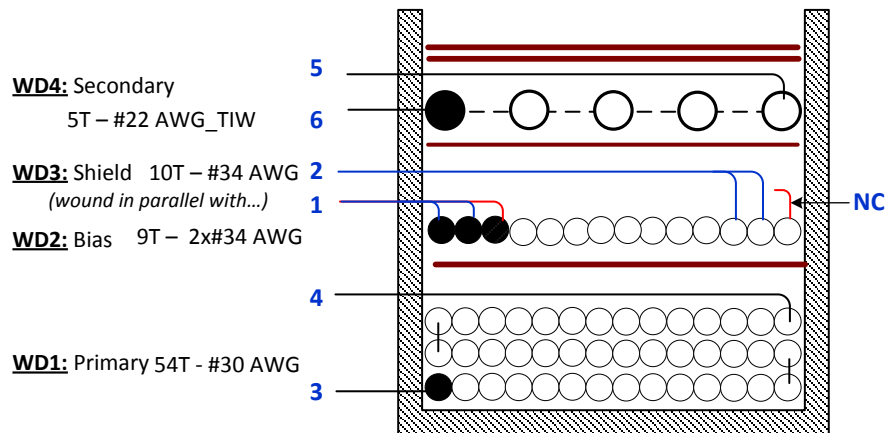 5
WD4: Secondary
5T – #22 AWG_TIW
6
WD3: Shield 10T – #34 AWG
2
(wound in parallel with…)
1
NC
WD2: Bias 9T – 2x#34 AWG
4
WD1: Primary 54T - #30 AWG
3